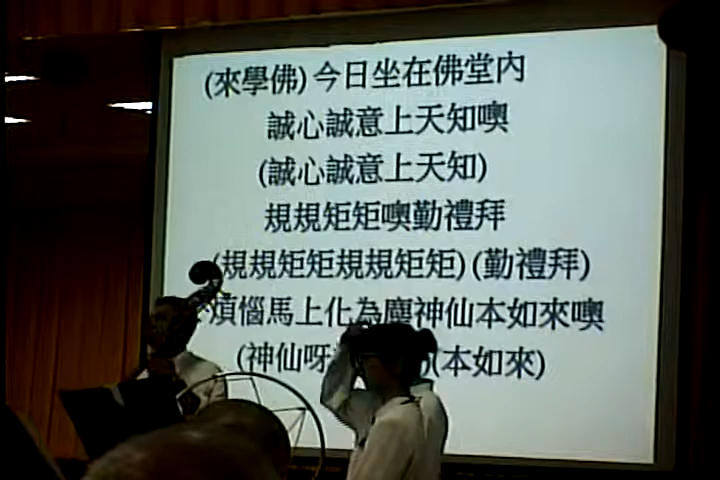 (來學佛)今日坐在佛堂內
誠心誠意上天知噢
(誠心誠意上天知)
規規矩矩噢勤禮拜
(規規矩矩規規矩矩)(勤禮拜)
煩惱馬上化為塵神仙本如來噢
(神仙呀 (本如來)